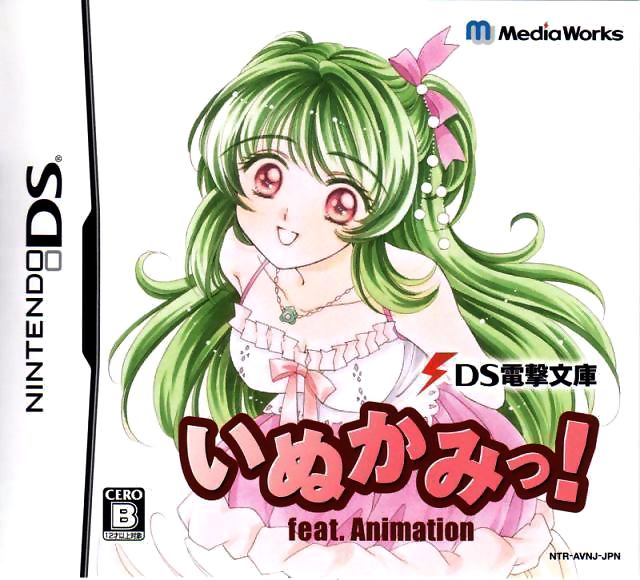 MediaWorks
NINTENDO DS®
DS電撃文庫
いぬかみっ!
feat. Animation
CERO
B
12才以上対象
NTR-AVNJ-JPN